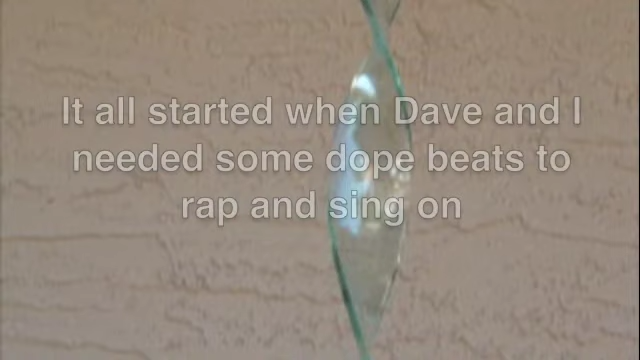 It all started when Dave and I
needed some dope beats to
rap and sing on